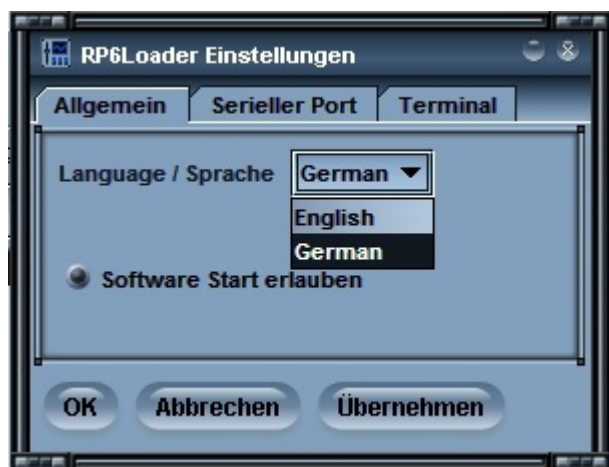 RP6Loader Einstellungen
Allgemein Serieller Port Terminal
Language / Sprache German
English
German
Software Start erlauben
OK Abbrechen Übernehmen